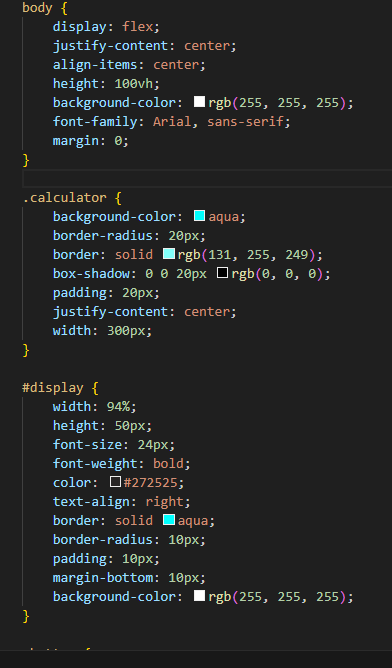 body {
    display: flex;
    justify-content: center;
    align-items: center;
    height: 100vh;
    background-color: rgb(255, 255, 255);
    font-family: Arial, sans-serif;
    margin: 0;
}

.calculator {
    background-color: aqua;
    border-radius: 20px;
    border: solid rgb(131, 255, 249);
    box-shadow: 0 0 20px rgb(0, 0, 0);
    padding: 20px;
    justify-content: center;
    width: 300px;
}

#display {
    width: 94%;
    height: 50px;
    font-size: 24px;
    font-weight: bold;
    color: #272525;
    text-align: right;
    border: solid aqua;
    border-radius: 10px;
    padding: 10px;
    margin-bottom: 10px;
    background-color: rgb(255, 255, 255);
}